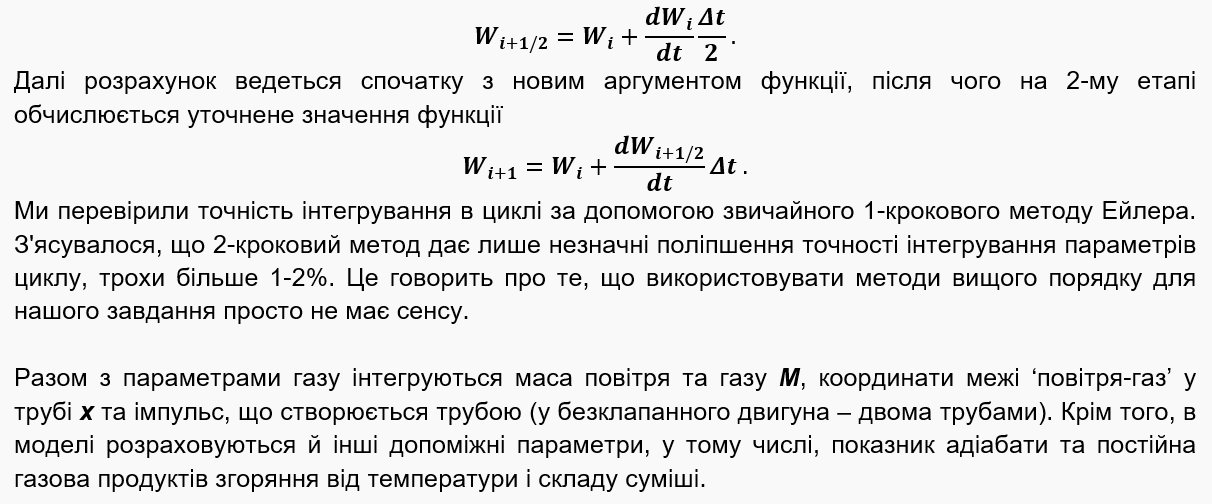 W_{i+1/2} = W_i + \frac{dW_i}{dt} \frac{Δt}{2} .
Далі розрахунок ведеться спочатку з новим аргументом функції, після чого на 2-му етапі
обчислюється уточнене значення функції
W_{i+1} = W_i + \frac{dW_{i+1/2}}{dt} Δt .
Ми перевірили точність інтегрування в циклі за допомогою звичайного 1-крокового методу Ейлера.
З'ясувалося, що 2-кроковий метод дає лише незначні поліпшення точності інтегрування параметрів
циклу, трохи більше 1-2%. Це говорить про те, що використовувати методи вищого порядку для
нашого завдання просто не має сенсу.
Разом з параметрами газу інтегруються маса повітря та газу M, координати межі ‘повітря-газ’ у
трубі x та імпульс, що створюється трубою (у безклапанного двигуна – двома трубами). Крім того, в
моделі розраховуються й інші допоміжні параметри, у тому числі, показник адіабати та постійна
газова продуктів згоряння від температури і складу суміші.